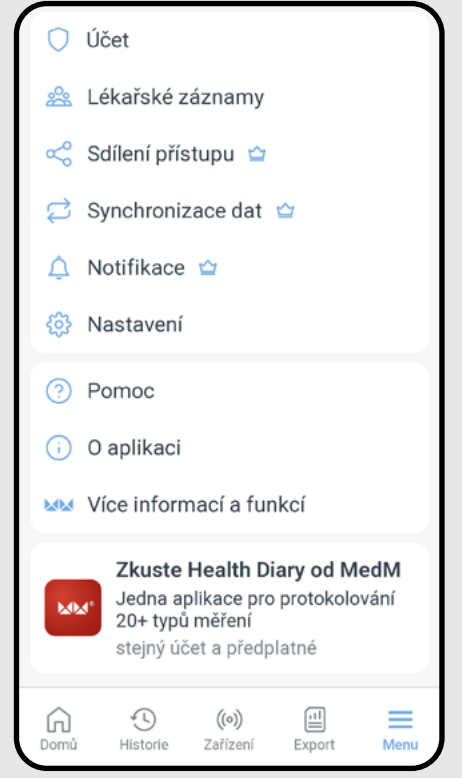 Účet
Lékařské záznamy
Sdílení přístupu
Synchronizace dat
Notifikace
Nastavení
Pomoc
O aplikaci
Více informací a funkcí
Zkuste Health Diary od MedM
Jedna aplikace pro protokolování
20+ typů měření
stejný účet a předplatné
Domů
Historie
Zařízení
Export
Menu